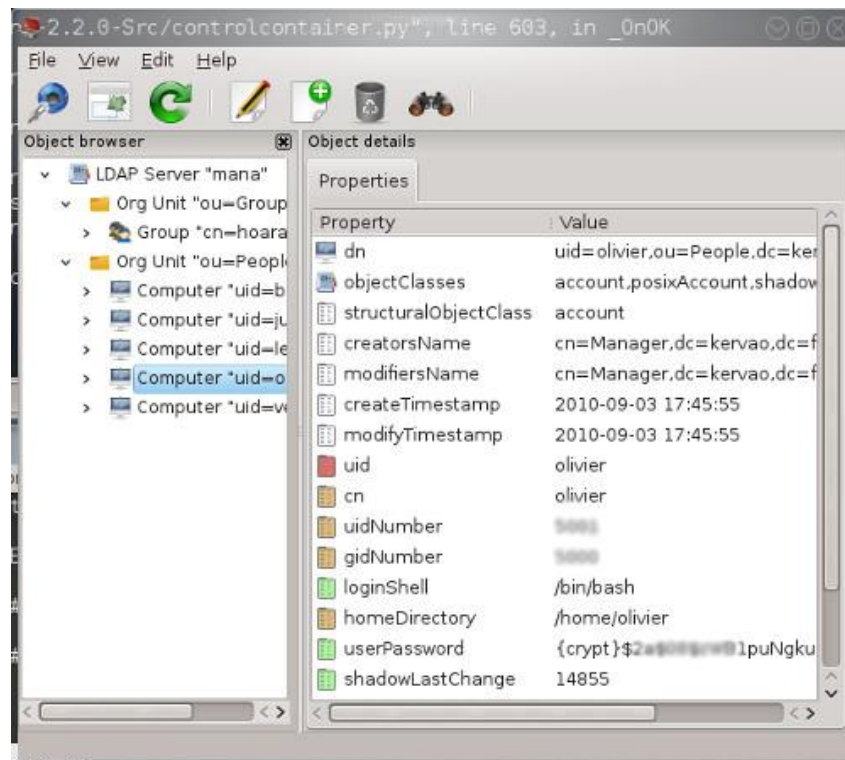 -2.2.0-Src/controlcontainer.py", line 603, in _OnOK
File View Edit Help
Object browser
LDAP Server "mana"
Org Unit "ou=Group
Group "cn=hoara
Org Unit "ou=Peopl
Computer "uid=b
Computer "uid=ju
Computer "uid=le
Computer "uid=o
Computer "uid=ve
Object details
Properties
Property Value
dn uid=olivier,ou=People,dc=ker
objectClasses account,posixAccount,shadow
structuralObjectClass account
creatorsName cn=Manager,dc=kervao,dc=f
modifiersName cn=Manager,dc=kervao,dc=f
createTimestamp 2010-09-03 17:45:55
modifyTimestamp 2010-09-03 17:45:55
uid olivier
cn olivier
uidNumber
gidNumber
loginShell /bin/bash
homeDirectory /home/olivier
userPassword {crypt}$ 1puNgku
shadowLastChange 14855